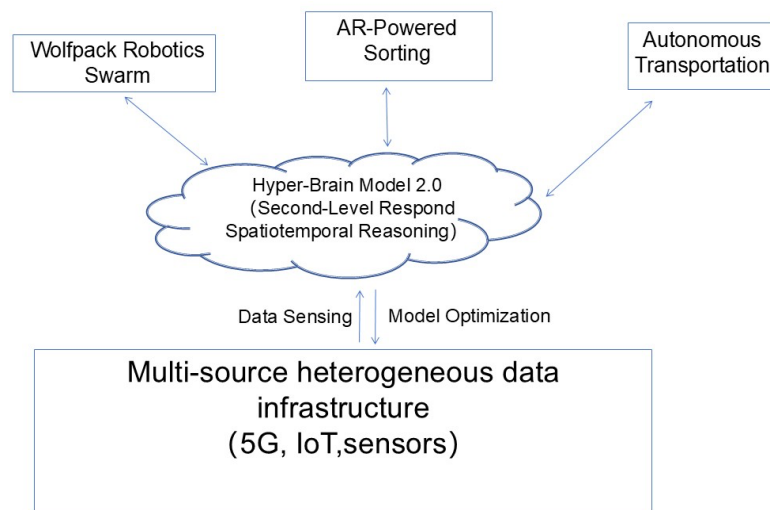 Wolfpack Robotics
Swarm
AR-Powered
Sorting
Autonomous
Transportation
Hyper-Brain Model 2.0
（Second-Level Respond
Spatiotemporal Reasoning）
Data Sensing
Model Optimization
Multi-source heterogeneous data
infrastructure
(5G, IoT,sensors)